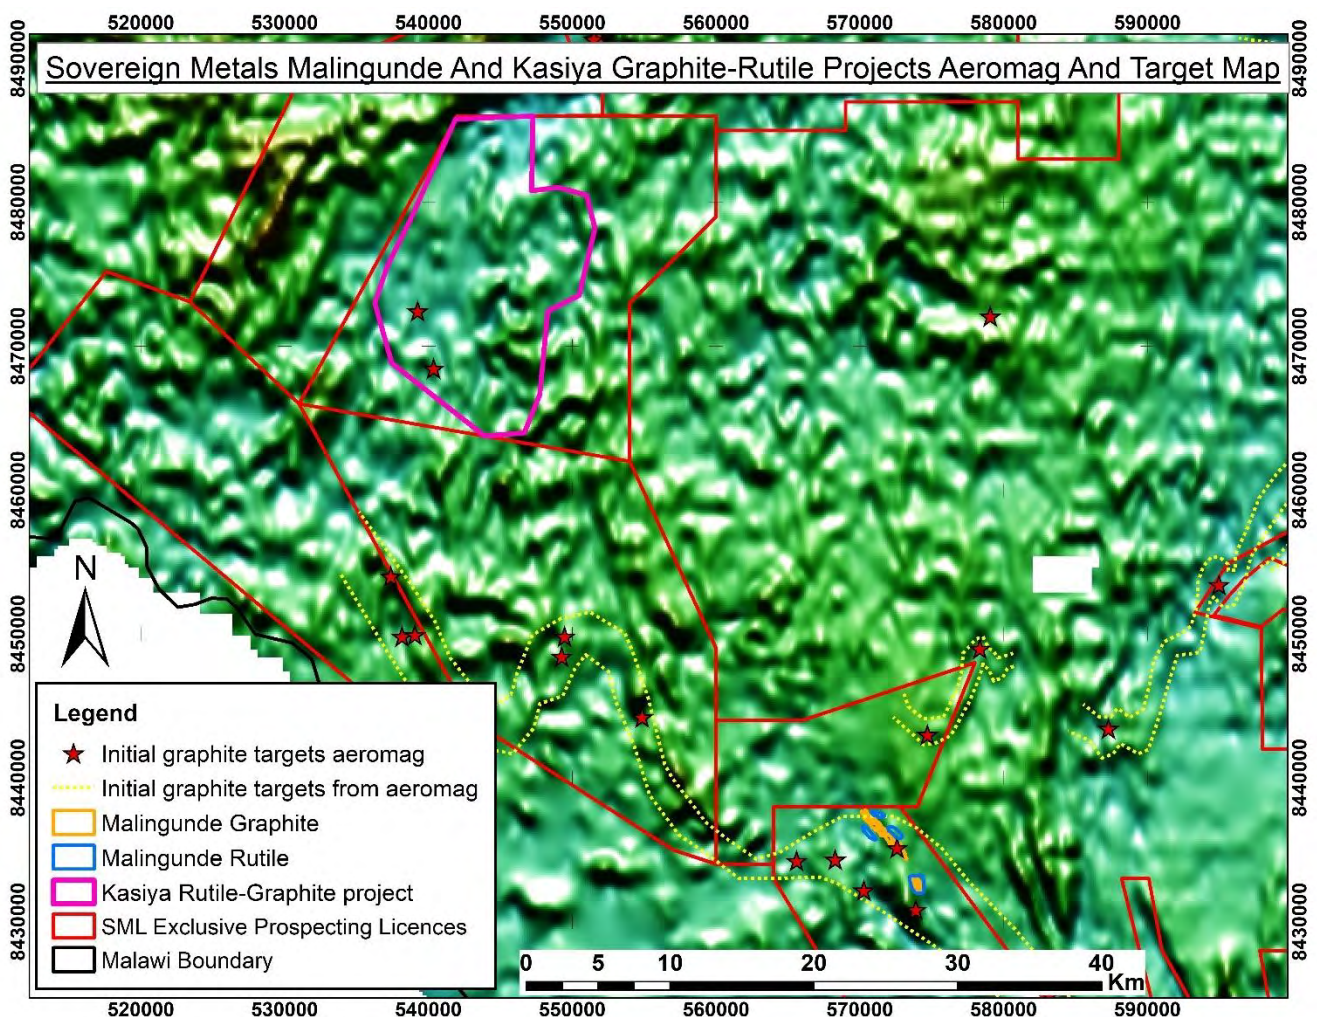 520000 530000 540000 550000 560000 570000 580000 590000
8490000 8490000
Sovereign Metals Malingunde And Kasiya Graphite-Rutile Projects Aeromag And Target Map
8480000 8480000
8470000 8470000
8460000 8460000
N
8450000 8450000
Legend
Initial graphite targets aeromag
Initial graphite targets from aeromag
8440000 8440000
Malingunde Graphite
Malingunde Rutile
Kasiya Rutile-Graphite project
SML Exclusive Prospecting Licences
8430000 8430000
Malawi Boundary
0 5 10 20 30 40
Km
520000 530000 540000 550000 560000 570000 580000 590000